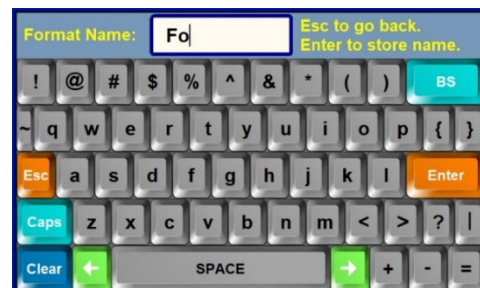 Format Name: Fo Esc to go back.
Enter to store name.
! @ # $ % ^ & * ( ) BS
~ q w e r t y u i o p { }
Esc a s d f g h j k l Enter
Caps z x c v b n m < > ? |
Clear ← SPACE → + - =